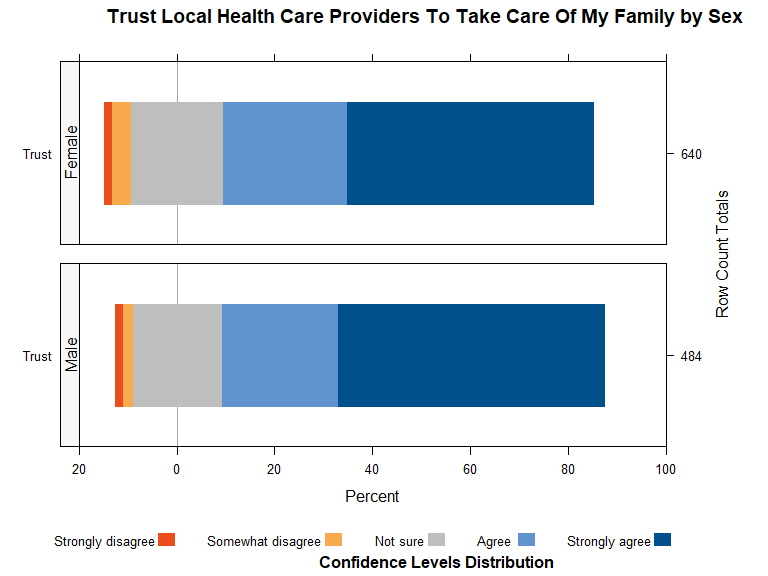 Trust Local Health Care Providers To Take Care Of My Family by Sex
Trust
Female
640
Row Count Totals
Trust
Male
484
20 0 20 40 60 80 100
Percent
Strongly disagree Somewhat disagree Not sure Agree Strongly agree
Confidence Levels Distribution